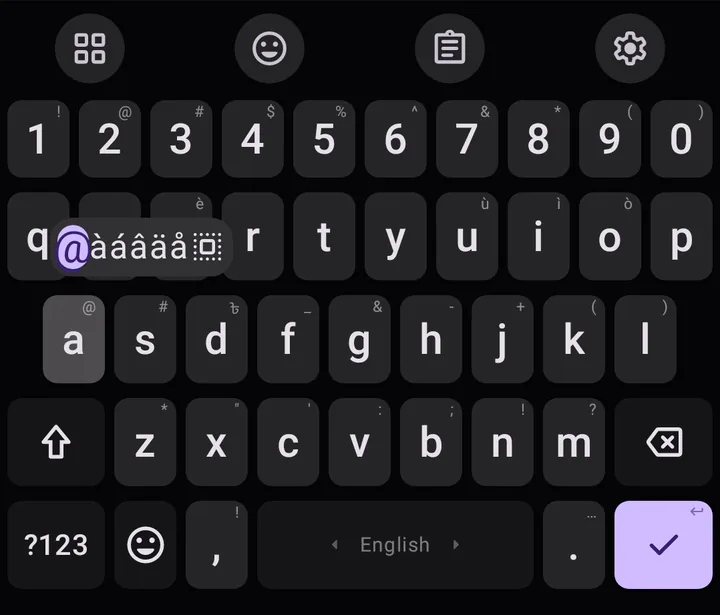 1 ! 2 @ 3 # 4 $ 5 % 6 ^ 7 & 8 * 9 ( 0 )
q è r t y u ù i ì o ò p
@ à á â ä å
a @ s # d f _ g & h - j + k ( l )
z * x " c ' v : b ; n ! m ?
?123 , ! English . …